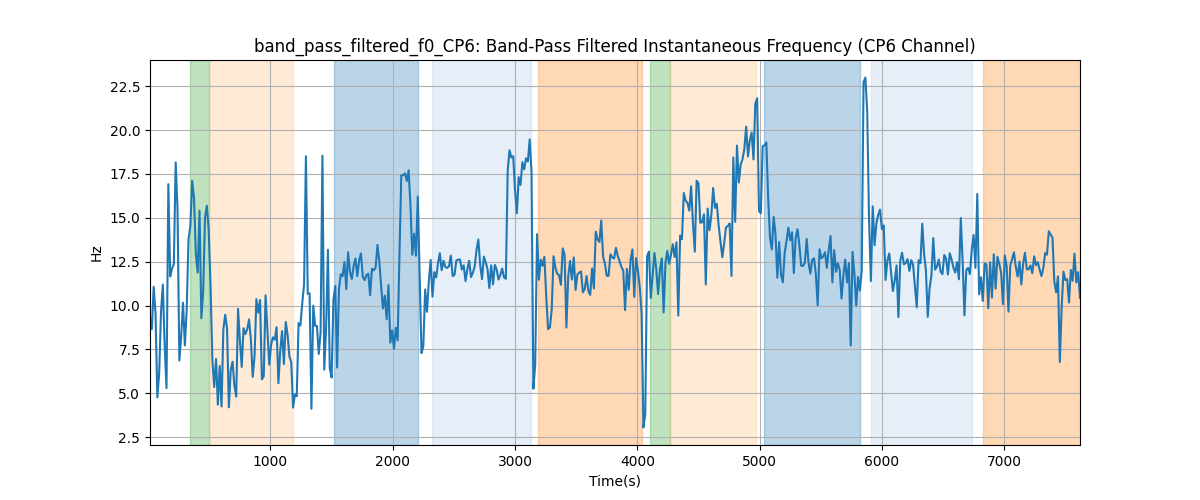 band_pass_filtered_f0_CP6: Band-Pass Filtered Instantaneous Frequency (CP6 Channel)
22.5
20.0
17.5
15.0
12.5
10.0
7.5
5.0
2.5
Hz
1000 2000 3000 4000 5000 6000 7000
Time(s)